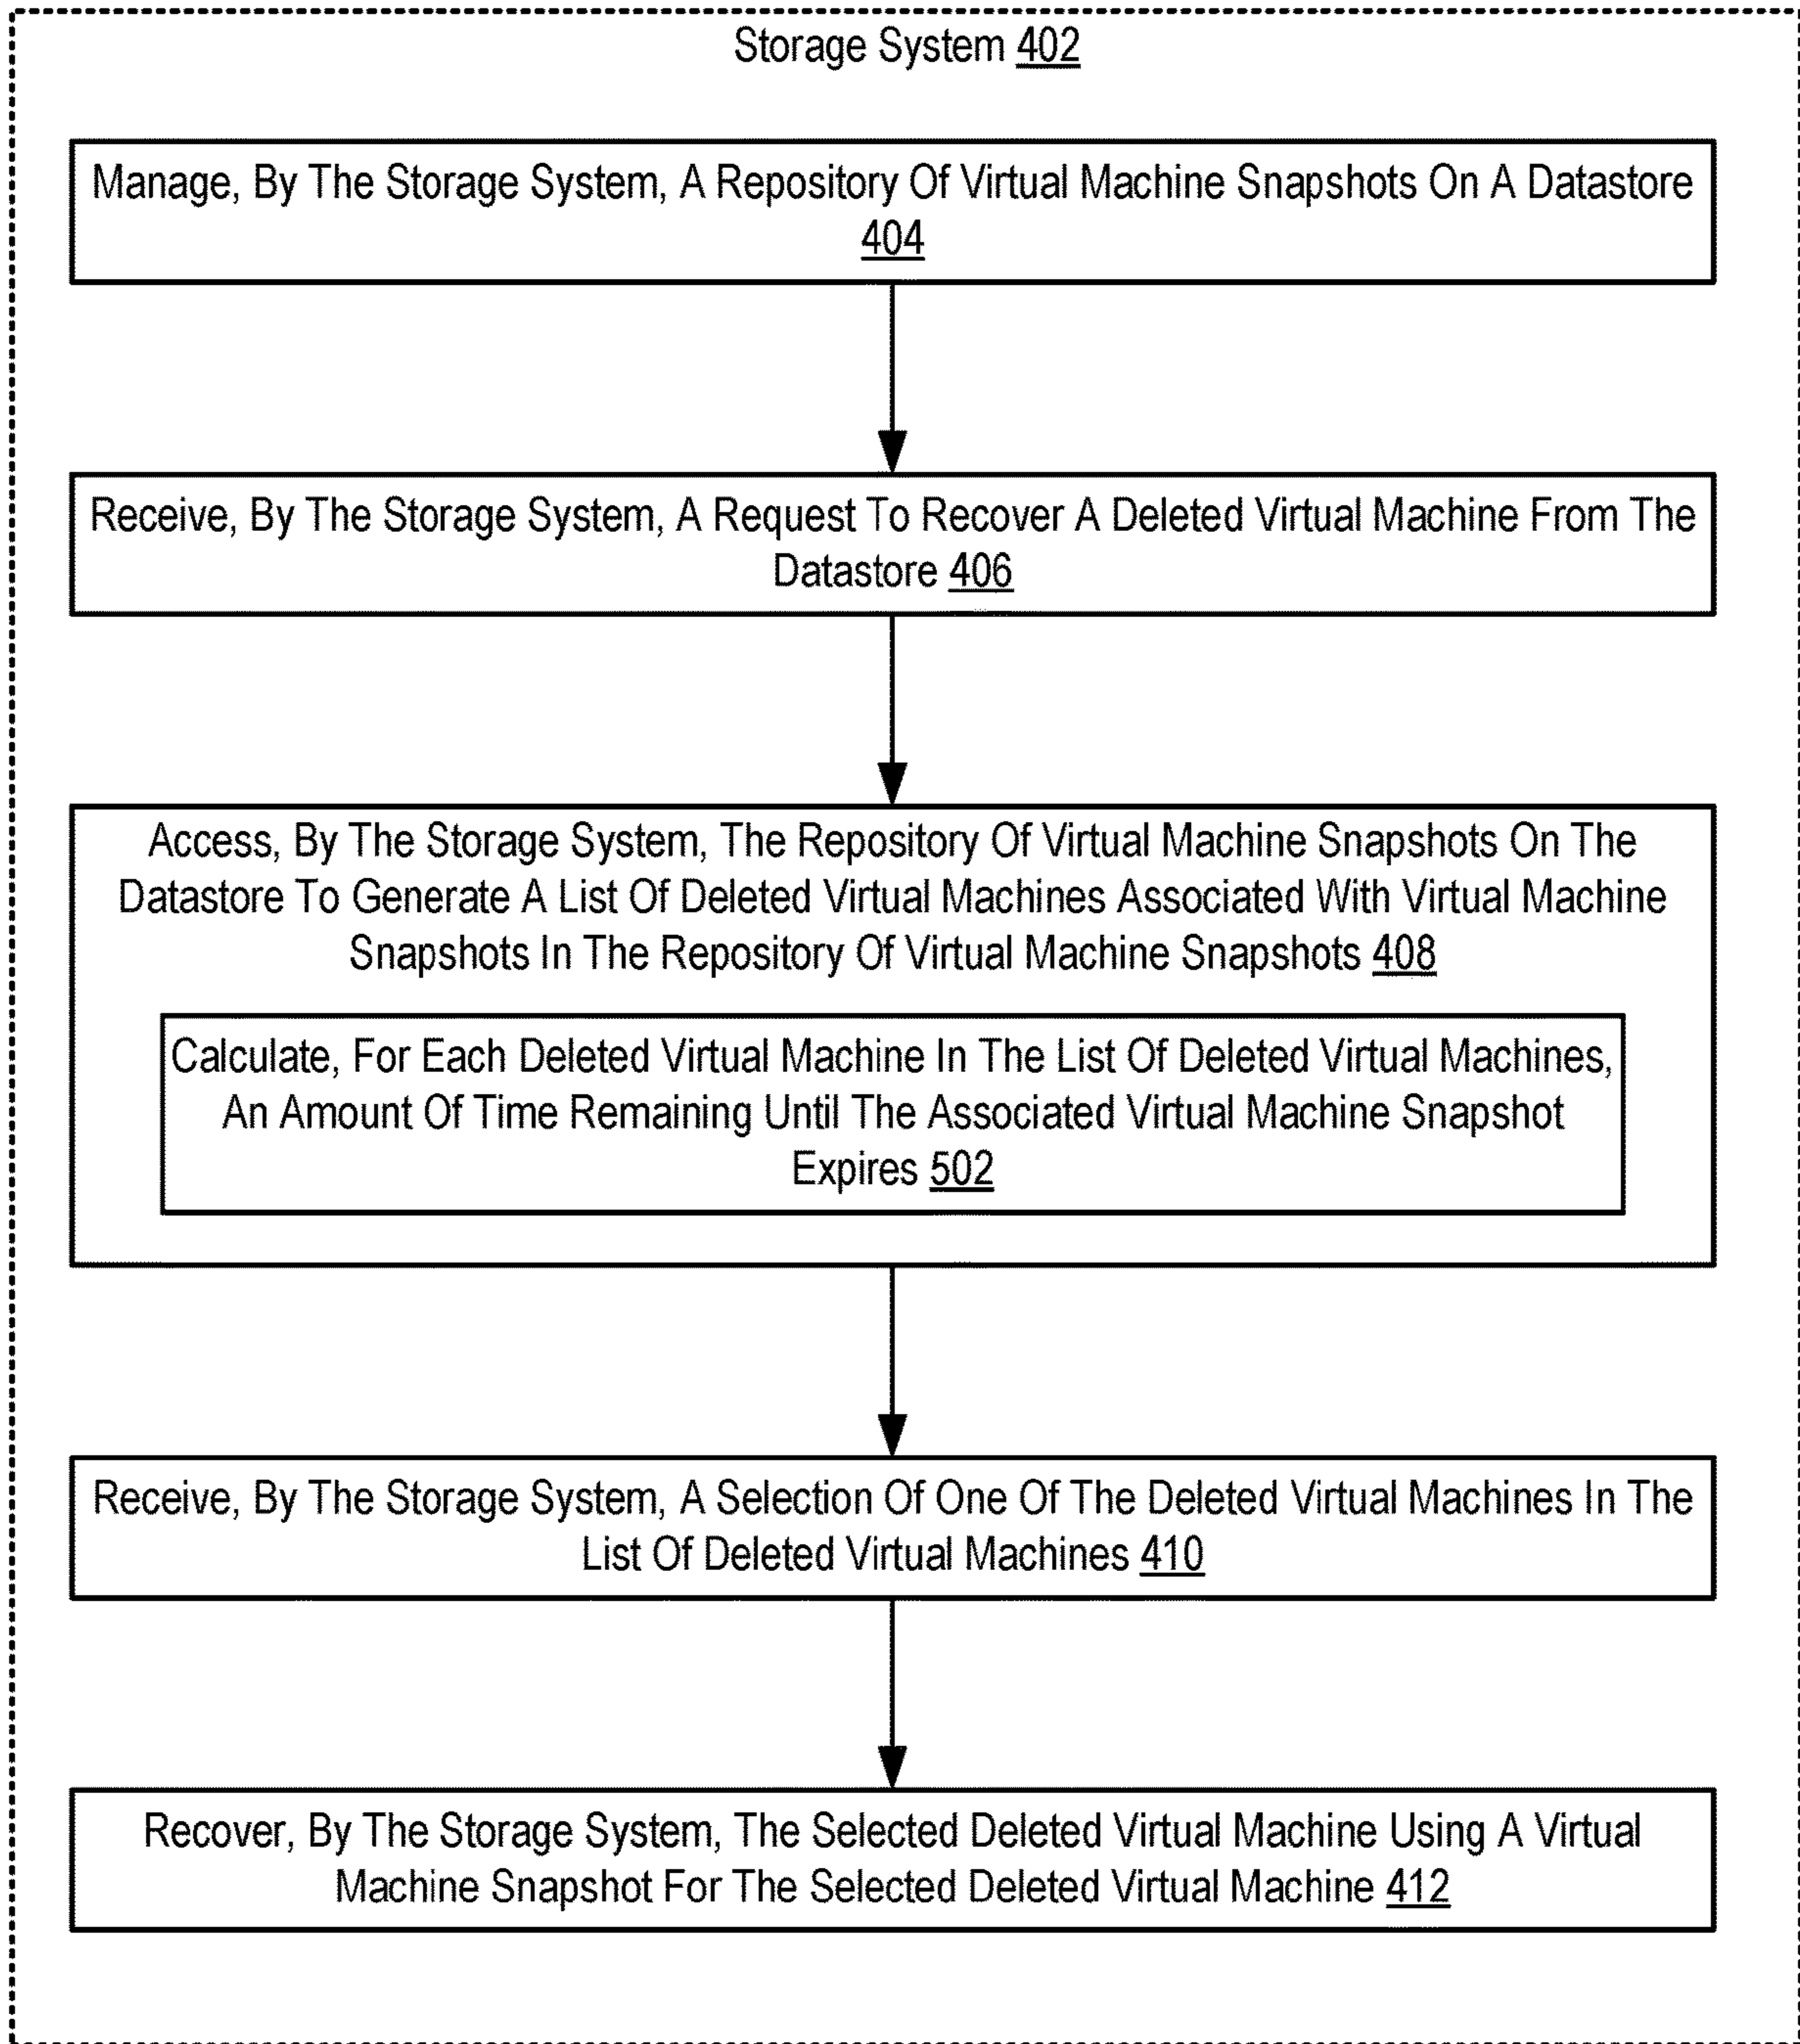 Storage System 402
Manage, By The Storage System, A Repository Of Virtual Machine Snapshots On A Datastore
404
Receive, By The Storage System, A Request To Recover A Deleted Virtual Machine From The
Datastore 406
Access, By The Storage System, The Repository Of Virtual Machine Snapshots On The
Datastore To Generate A List Of Deleted Virtual Machines Associated With Virtual Machine
Snapshots In The Repository Of Virtual Machine Snapshots 408
Calculate, For Each Deleted Virtual Machine In The List Of Deleted Virtual Machines,
An Amount Of Time Remaining Until The Associated Virtual Machine Snapshot
Expires 502
Receive, By The Storage System, A Selection Of One Of The Deleted Virtual Machines In The
List Of Deleted Virtual Machines 410
Recover, By The Storage System, The Selected Deleted Virtual Machine Using A Virtual
Machine Snapshot For The Selected Deleted Virtual Machine 412